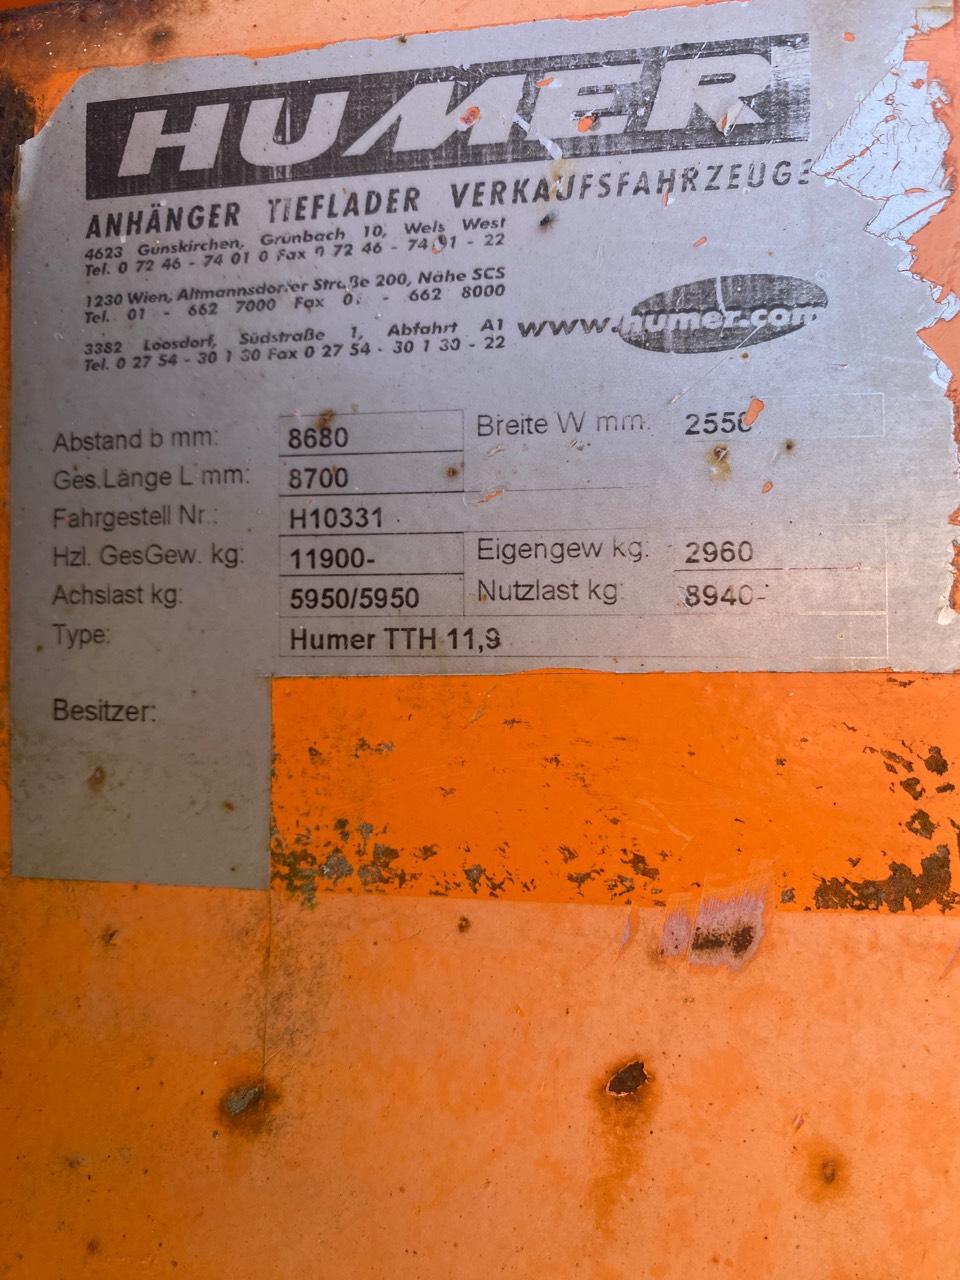 HUMER
ANHÄNGER TIEFLADER VERKAUFSFAHRZEUGE
4623 Gunskirchen, Grünbach 10, Wels West
Tel. 0 72 46 - 74 01 0 Fax 0 72 46 - 74 01 - 22
1230 Wien, Altmannsdorfer Straße 200, Nähe SCS
Tel. 01 - 662 7000 Fax - 662 8000
3382 Loosdorf, Südstraße 1, Abfahrt A1
Tel. 0 27 54 - 30 1 30 Fax 0 27 54 - 30 1 30 - 22
www.humer.com
Abstand b mm: 8680 Breite W mm: 2550
Ges.Länge L mm: 8700
Fahrgestell Nr.: H10331
Hzl. GesGew. kg: 11900- Eigengew kg: 2960
Achslast kg: 5950/5950 Nutzlast kg: 8940-
Type: Humer TTH 11,9
Besitzer: